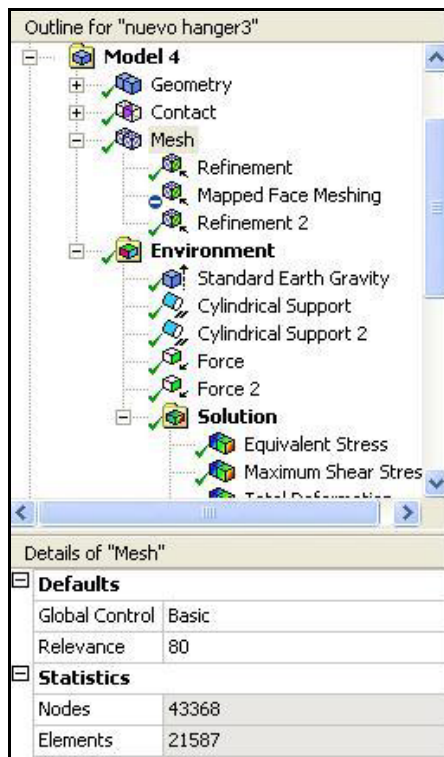 Outline for "nuevo hanger3"
Model 4
Geometry
Contact
Mesh
Refinement
Mapped Face Meshing
Refinement 2
Environment
Standard Earth Gravity
Cylindrical Support
Cylindrical Support 2
Force
Force 2
Solution
Equivalent Stress
Maximum Shear Stres
Total Deformation
Details of "Mesh"
Defaults
Global Control Basic
Relevance 80
Statistics
Nodes 43368
Elements 21587